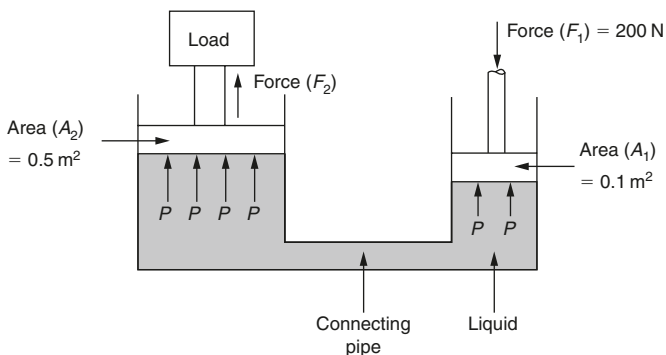 Load
Force (F₁) = 200 N
Force (F₂)
Area (A₂)
= 0.5 m²
Area (A₁)
= 0.1 m²
P P P P
P P
Connecting
pipe
Liquid